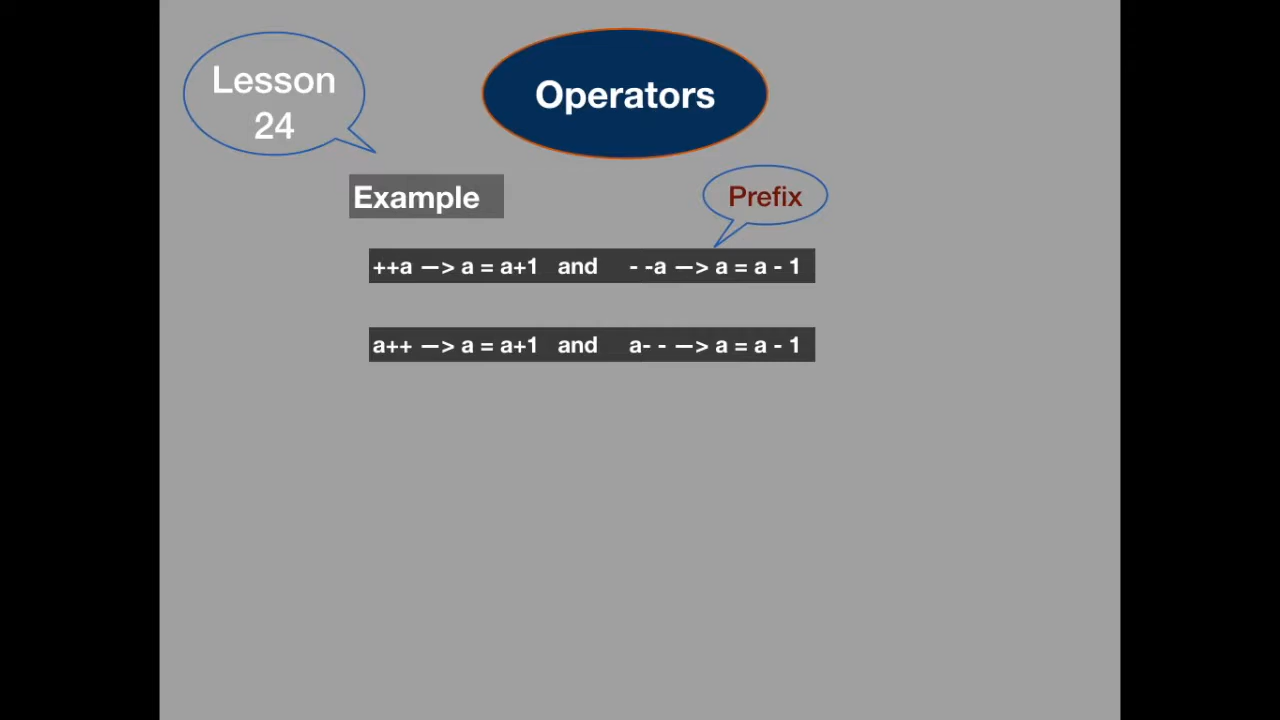 Lesson
24
Operators
Example
Prefix
++a —> a = a+1 and - -a —> a = a - 1
a++ —> a = a+1 and a- - —> a = a - 1